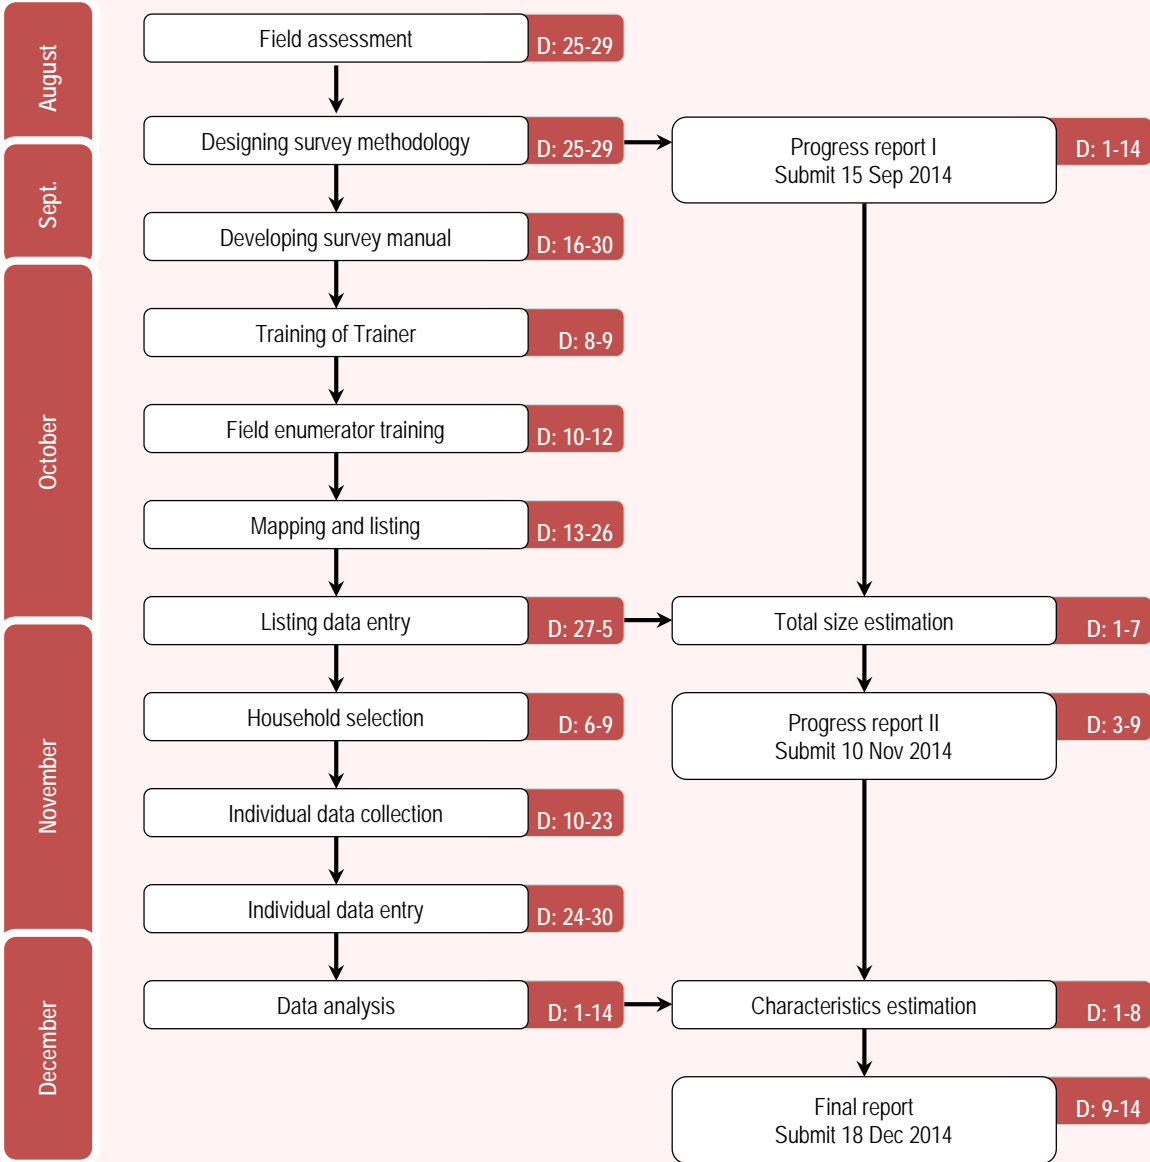 August
Field assessment
D: 25-29
Designing survey methodology
D: 25-29
Progress report I
Submit 15 Sep 2014
D: 1-14
Sept.
Developing survey manual
D: 16-30
October
Training of Trainer
D: 8-9
Field enumerator training
D: 10-12
Mapping and listing
D: 13-26
Listing data entry
D: 27-5
Total size estimation
D: 1-7
November
Household selection
D: 6-9
Progress report II
Submit 10 Nov 2014
D: 3-9
Individual data collection
D: 10-23
Individual data entry
D: 24-30
December
Data analysis
D: 1-14
Characteristics estimation
D: 1-8
Final report
Submit 18 Dec 2014
D: 9-14